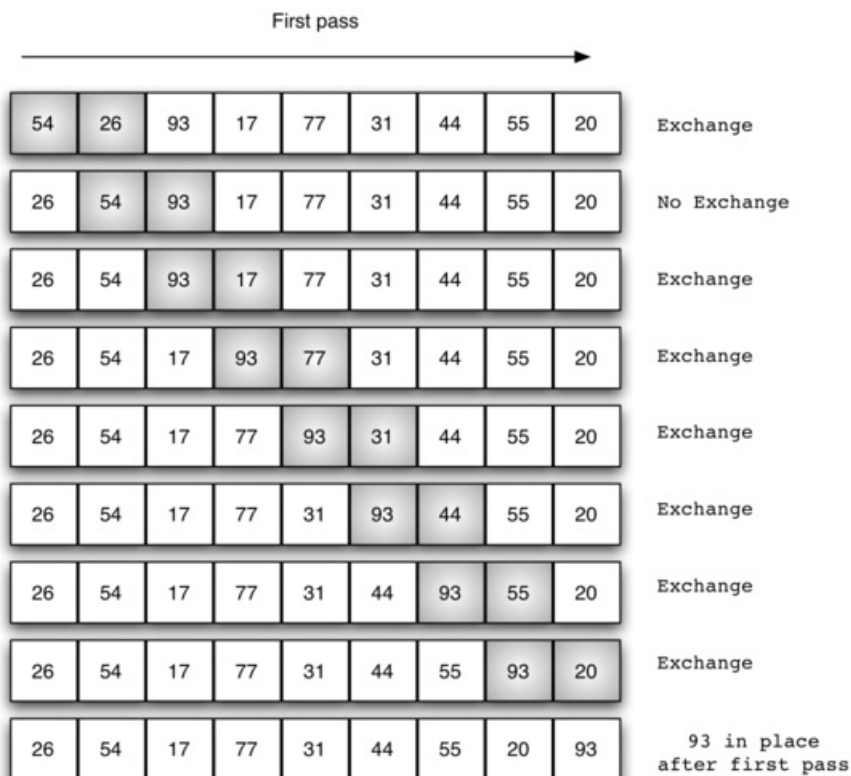 First pass
54 26 93 17 77 31 44 55 20 Exchange
26 54 93 17 77 31 44 55 20 No Exchange
26 54 93 17 77 31 44 55 20 Exchange
26 54 17 93 77 31 44 55 20 Exchange
26 54 17 77 93 31 44 55 20 Exchange
26 54 17 77 31 93 44 55 20 Exchange
26 54 17 77 31 44 93 55 20 Exchange
26 54 17 77 31 44 55 93 20 Exchange
26 54 17 77 31 44 55 20 93 93 in place
after first pass